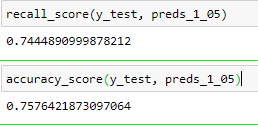 recall_score(y_test, preds_1_05)
0.7444890999878212
accuracy_score(y_test, preds_1_05)
0.7576421873097064